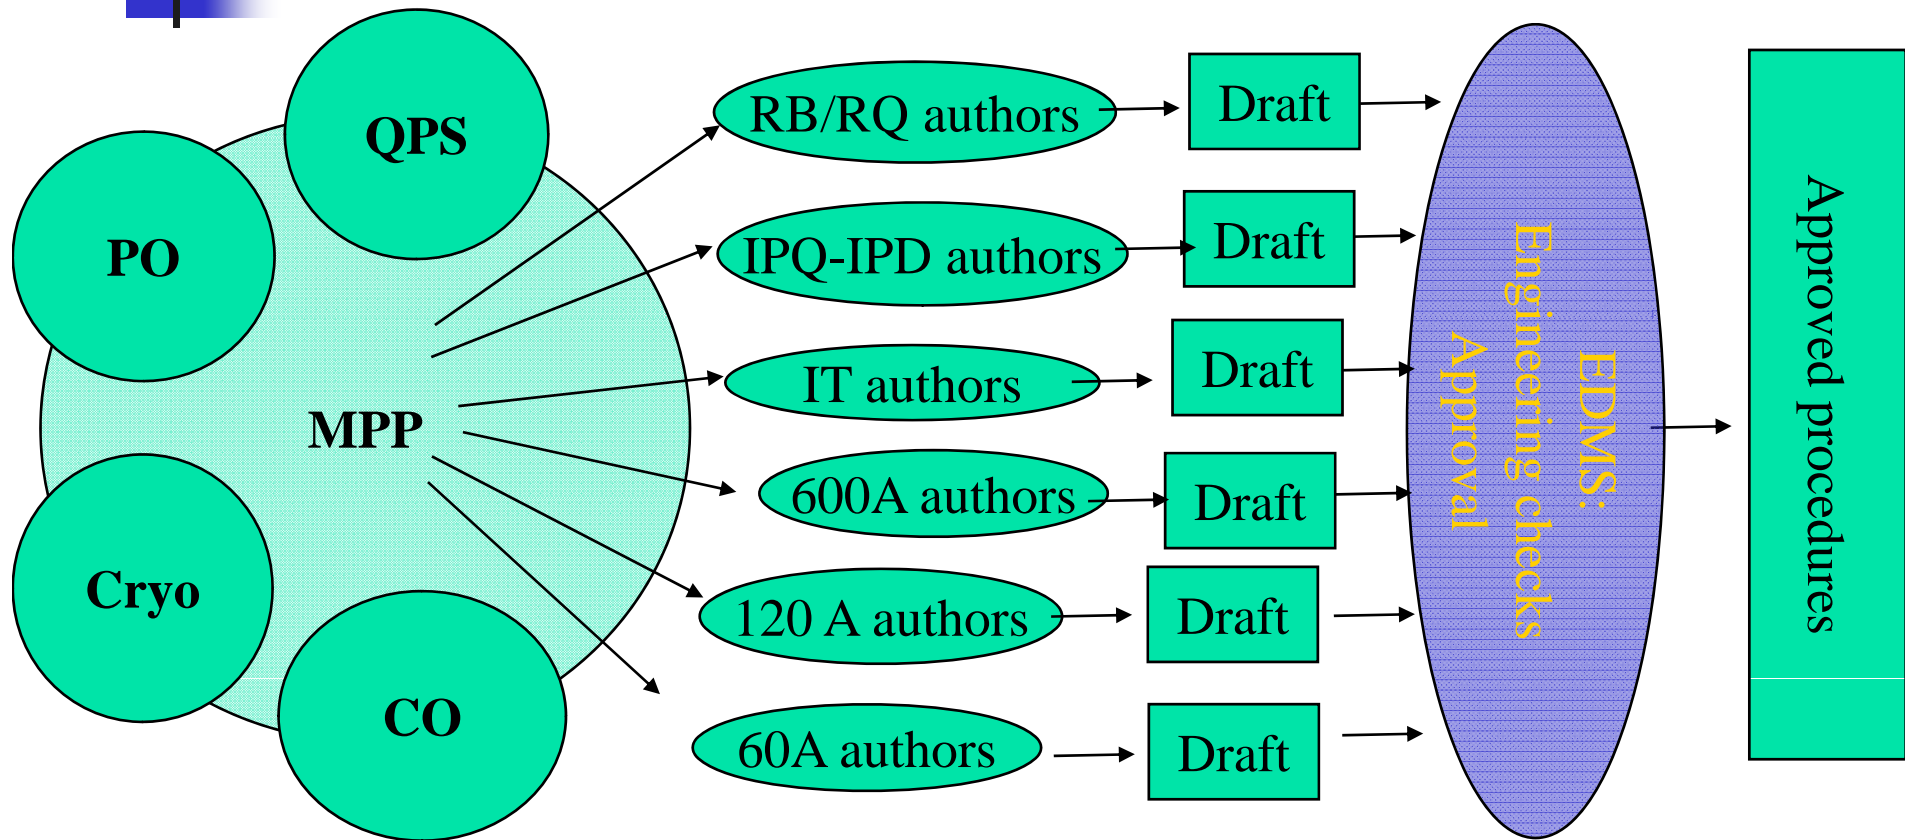 QPS
PO
MPP
Cryo
CO
RB/RQ authors
Draft
IPQ-IPD authors
Draft
IT authors
Draft
600A authors
Draft
120 A authors
Draft
60A authors
Draft
EDMS:
Engineering checks
Approval
Approved procedures